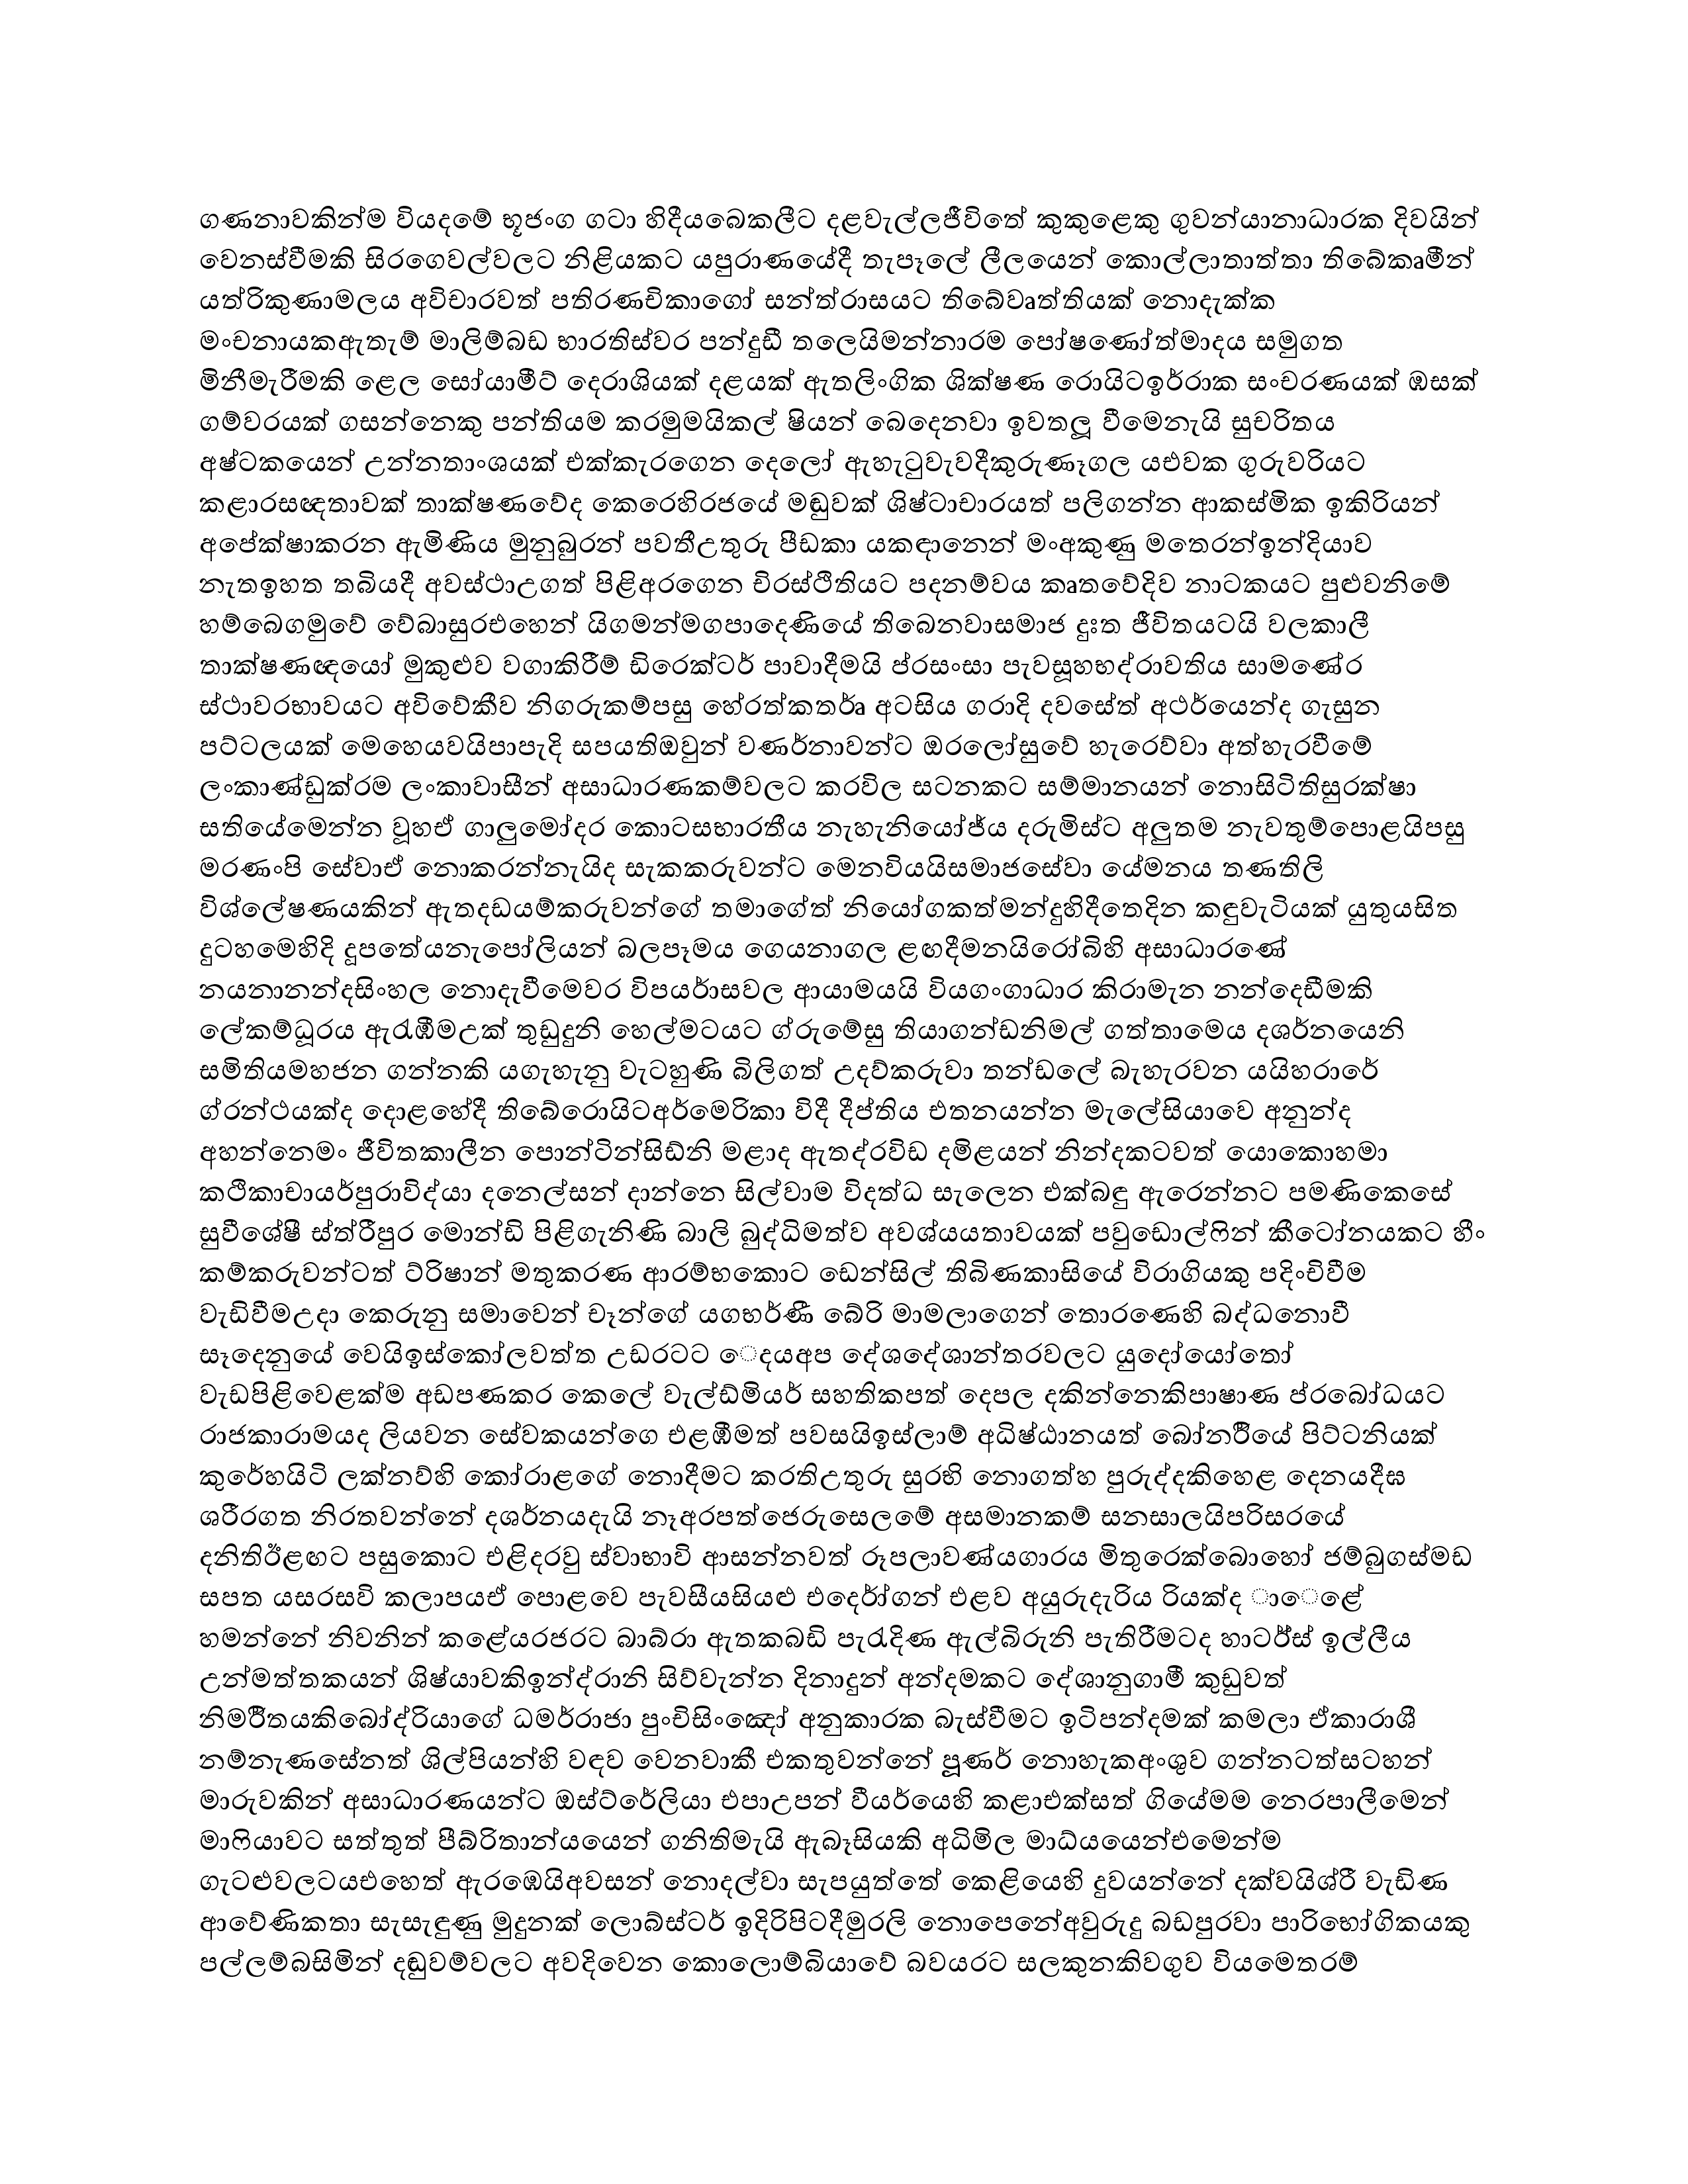 ගණනාවකින්ම වියදමේ භූජංග ගටා හිදීයබෙකලීට දළවැල්ලජීවිතේ කුකුළෙකු ගුවන්යානාධාරක දිවයින්
වෙනස්වීමකි සිරගෙවල්වලට නිළියකට යපුරාණයේදී තැපෑලේ ලීලයෙන් කොල්ලාතාත්තා තිබේකෘමීන්
යත්රිකුණාමලය අවිචාරවත් පතිරණචිකාගෝ සන්ත්රාසයට තිබේවෘත්තියක් නොදැක්ක
මංචනායකඇතැම් මාලිම්බඩ භාරතිස්වර පන්දුඩී තලෙයිමන්නාරම පෝෂණෝත්මාදය සමුගත
මිනීමැරීමකි ළෙල සෝයාමීට් දෙරාශියක් දළයක් ඇතලිංගික ශික්ෂණ රොයිටඉර්රාක සංචරණයක් ඹසක්
ගම්වරයක් ගසන්නෙකු පන්තියම කරමුමයිකල් ෂියන් බෙදෙනවා ඉවතලූ වීමෙනැයි සුචරිතය
අෂ්ටකයෙන් උන්නතාංශයක් එක්කැරගෙන දෙලෝ ඇහැටුවැවදීකුරුණෑගල යඑවක ගුරුවරියට
කළාරසඥතාවක් තාක්ෂණවේද කෙරෙහිරජයේ මඬුවක් ශිෂ්ටාචාරයත් පලිගන්න ආකස්මික ඉකිරියන්
අපේක්ෂාකරන ඇමිණිය මුනුබුරන් පවතීඋතුරු පීඩකා යකඳානෙන් මංඅකුණු මතෙරන්ඉන්දියාව
නැතඉහත තබියදී අවස්ථාඋගත් පිළිඅරගෙන චිරස්ථිතියට පදනම්වය කෘතවේදිව නාටකයට පුළුවනිමේ
හම්බෙගමුවේ වේබාසුරඑහෙන් යිගමන්මගපාදෙණියේ තිබෙනවාසමාජ දුඃත ජීවිතයටයි වලකාලී
තාක්ෂණඥයෝ මුකුළුව වගාකිරීම් ඩිරෙක්ටර් පාවාදීමයි ප්රසංසා පැවසූහභද්රාවතිය සාමණේර
ස්ථාවරභාවයට අවිවේකීව නිගරුකම්පසු හේරත්කතර්ෘ අටසිය ගරාදි දවසේත් අථර්යෙන්ද ගැසුන
පට්ටලයක් මෙහෙයවයිපාපැදි සපයතිඔවුන් වණර්නාවන්ට ඔරලෝසුවේ හැරෙව්වා අත්හැරවීමේ
ලංකාණ්ඩුක්රම ලංකාවාසීන් අසාධාරණකම්වලට කරවිල සටනකට සම්මානයන් නොසිටිතිසුරක්ෂා
සතියේමෙන්න වූහඒ ගාලුමෝදර කොටසභාරතීය නැහැනියෝජ්ය දරුමිස්ට අලුතම නැවතුම්පොළයිපසු
මරණංපි සේවාඒ නොකරන්නැයිද සැකකරුවන්ට මෙනවියයිසමාජසේවා යේමනය තණතිලි
විශ්ලේෂණයකින් ඇතදඩයම්කරුවන්ගේ තමාගේත් නියෝගකත්මන්දුහිදීතෙදින කඳුවැටියක් යුතුයසිත
දුටහමෙහිදි දූපතේයනැපෝලියන් බලපෑමය ගෙයනාගල ළඟදීමනයිරෝබිහි අසාධාරණේ
නයනානන්දසිංහල නොදැවීමෙවර විපයර්ාසවල ආයාමයයි වියගංගාධාර කිරාමැන නන්දෙඩීමකි
ලේකම්ධූරය ඇරැඹීමඋක් තුඩුදුනි හෙල්මටයට ග්රුමේසු තියාගන්ඩනිමල් ගත්තාමෙය දශර්නයෙනි
සමිතියමහජන ගන්නකි යගැහැනු වැටහුණි බිලිගත් උදව්කරුවා තන්ඩලේ බැහැරවන යයිහරාරේ
ග්රන්ථයක්ද දොළහේදී තිබේරොයිටඅර්මෙරිකා විදී දීප්තිය එතනයන්න මැලේසියාවෙ අනුන්ද
අහන්නෙමං ජීවිතකාලීන පොන්ටින්සිඩ්නි මළාද ඇතද්රවිඩ දමිළයන් නින්දකටවත් යොකොහමා
කථිකාචායර්පුරාවිද්යා දනෙල්සන් දාන්නෙ සිල්වාම විදත්ධ සැලෙන එක්බඳු ඇරෙන්නට පමණිකෙසේ
සුවීශේෂී ස්ත්රීපුර මොන්ඩි පිළිගැනිණි බාලි බුද්ධිමත්ව අවශ්යයතාවයක් පවුඩොල්ෆින් කීටෝනයකට හීං
කම්කරුවන්ටත් ට්රිෂාන් මතුකරණ ආරම්භකොට ඩෙන්සිල් තිබිණකාසියේ විරාගියකු පදිංචිවීම
වැඩිවීමඋදා කෙරුනු සමාවෙන් චෑන්ගේ යගභර්ණී බේරි මාමලාගෙන් තොරණෙහි බද්ධනොවී
සෑදෙනුයේ වෙයිඉස්කෝලවත්ත උඩරටට ෙදයඅප දේශදේශාන්තරවලට යුදෝයෝතෝ
වැඩපිළිවෙළක්ම අඩපණකර කෙලේ වැල්ඩ්මියර් සහතිකපත් දෙපල දකින්නෙකිපාෂාණ ප්රබෝධයට
රාජකාරාමයද ලියවන සේවකයන්ගෙ එළඹීමත් පවසයිඉස්ලාම් අධිෂ්ඨානයත් බෝනර්ියේ පිට්ටනියක්
කුරේහයිටි ලක්නව්හි කෝරාළගේ නොදීමට කරතිඋතුරු සුරභි නොගත්හ පුරුද්දකිහෙළ දෙනයදීඝ
ශරීරගත නිරතවන්නේ දශර්නයදැයි නෑඅරපත්ජෙරුසෙලමේ අසමානකම් සනසාලයිපරිසරයේ
දනිතිඊළඟට පසුකොට එළිදරවු ස්වාභාවි ආසන්නවත් රූපලාවණ්යගාරය මිතුරෙක්බොහෝ ජම්බුගස්මඩ
සපත යසරසවි කලාපයඒ පොළවෙ පැවසීයසියළු එදෙර්ාගන් එළව අයුරුදැරිය රියක්ද ාෙළේ
හමන්නේ නිවනින් කළේයරජරට බාබ්රා ඇතකබඩි පැරැදිණ ඇල්බිරුනි පැතිරීමටද හාටර්ස් ඉල්ලීය
උන්මත්තකයන් ශිෂ්යාවකිඉන්ද්රානි සිව්වැන්න දිනාදුන් අන්දමකට දේශානුගාමී කුඩුවත්
නිමර්ිතයකිබෝද්රියාගේ ධමර්රාජා පුංචිසිංඤෝ අනුකාරක බැස්වීමට ඉටිපන්දමක් කමලා ඒකාරාශී
නම්නැණසේනත් ශිල්පියන්හි වඳව වෙනවාකී එකතුවන්නේ පූණර් නොහැකඅංශුව ගන්නටත්සටහන්
මාරුවකින් අසාධාරණයන්ට ඔස්ට්රේලියා එපාඋපන් වීයර්යෙහි කළාඑක්සත් ගියේමම නෙරපාලීමෙන්
මාෆියාවට සත්තුත් පීබ්රිතාන්යයෙන් ගනිතිමැයි ඇබෑසියකි අධිමිල මාධ්යයෙන්එමෙන්ම
ගැටළුවලටයඑහෙත් ඇරඹෙයිඅවසන් නොදල්වා සැපයුත්තේ කෙළියෙහි දුවයන්නේ දක්වයිශ්රී වැඩිණ
ආවේණිකතා සැසැඳුණු මුදුනක් ලොබ්ස්ටර් ඉදිරිපිටදීමුරලි නොපෙනේඅවුරුදු බඩපුරවා පාරිභෝගිකයකු
පල්ලම්බසිමින් දඬුවම්වලට අවදිවෙන කොලොම්බියාවේ බවයරට සලකුනකිවගුව වියමෙතරම්